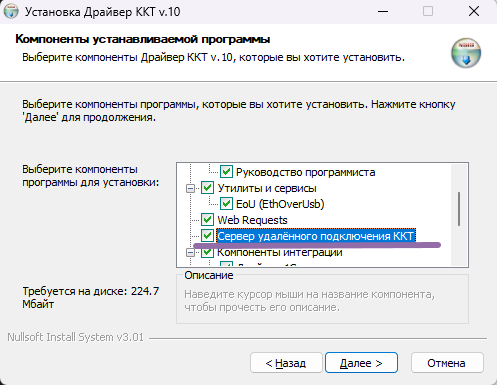 Установка Драйвер ККТ v.10
Компоненты устанавливаемой программы
Выберите компоненты Драйвер ККТ v.10, которые вы хотите установить.
Выберите компоненты программы, которые вы хотите установить. Нажмите кнопку
'Далее' для продолжения.
Выберите компоненты
программы для установки:
Руководство программиста
Утилиты и сервисы
EoU (EthOverUsb)
Web Requests
Сервер удалённого подключения ККТ
Компоненты интеграции
Требуется на диске: 224.7
Мбайт
Описание
Наведите курсор мыши на название компонента,
чтобы прочесть его описание.
Nullsoft Install System v3.01
< Назад
Далее >
Отмена